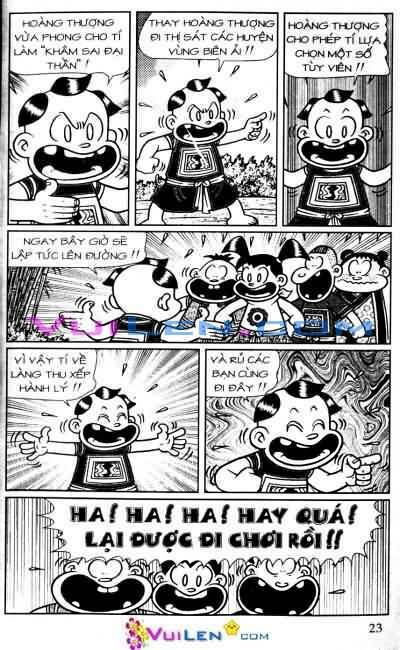 HOÀNG THƯỢNG
VỪA PHONG CHO TÍ
LÀM "KHÂM SAI ĐẠI
THẦN" !
THAY HOÀNG THƯỢNG
ĐI THỊ SÁT CÁC HUYỆN
VÙNG BIÊN ẢI !!
HOÀNG THƯỢNG
CHO PHÉP TÍ LỰA
CHỌN MỘT SỐ
TÙY VIÊN !!
NGAY BÂY GIỜ SẼ
LẬP TỨC LÊN ĐƯỜNG !!
VUILEN.COM
VÌ VẬY TÍ VỀ
LÀNG THU XẾP
HÀNH LÝ !!
VÀ RỦ CÁC
BẠN CÙNG
ĐI ĐÂY !!
HA! HA! HA! HAY QUÁ!
LẠI ĐƯỢC ĐI CHƠI RỒI!!
23
VUILEN.COM